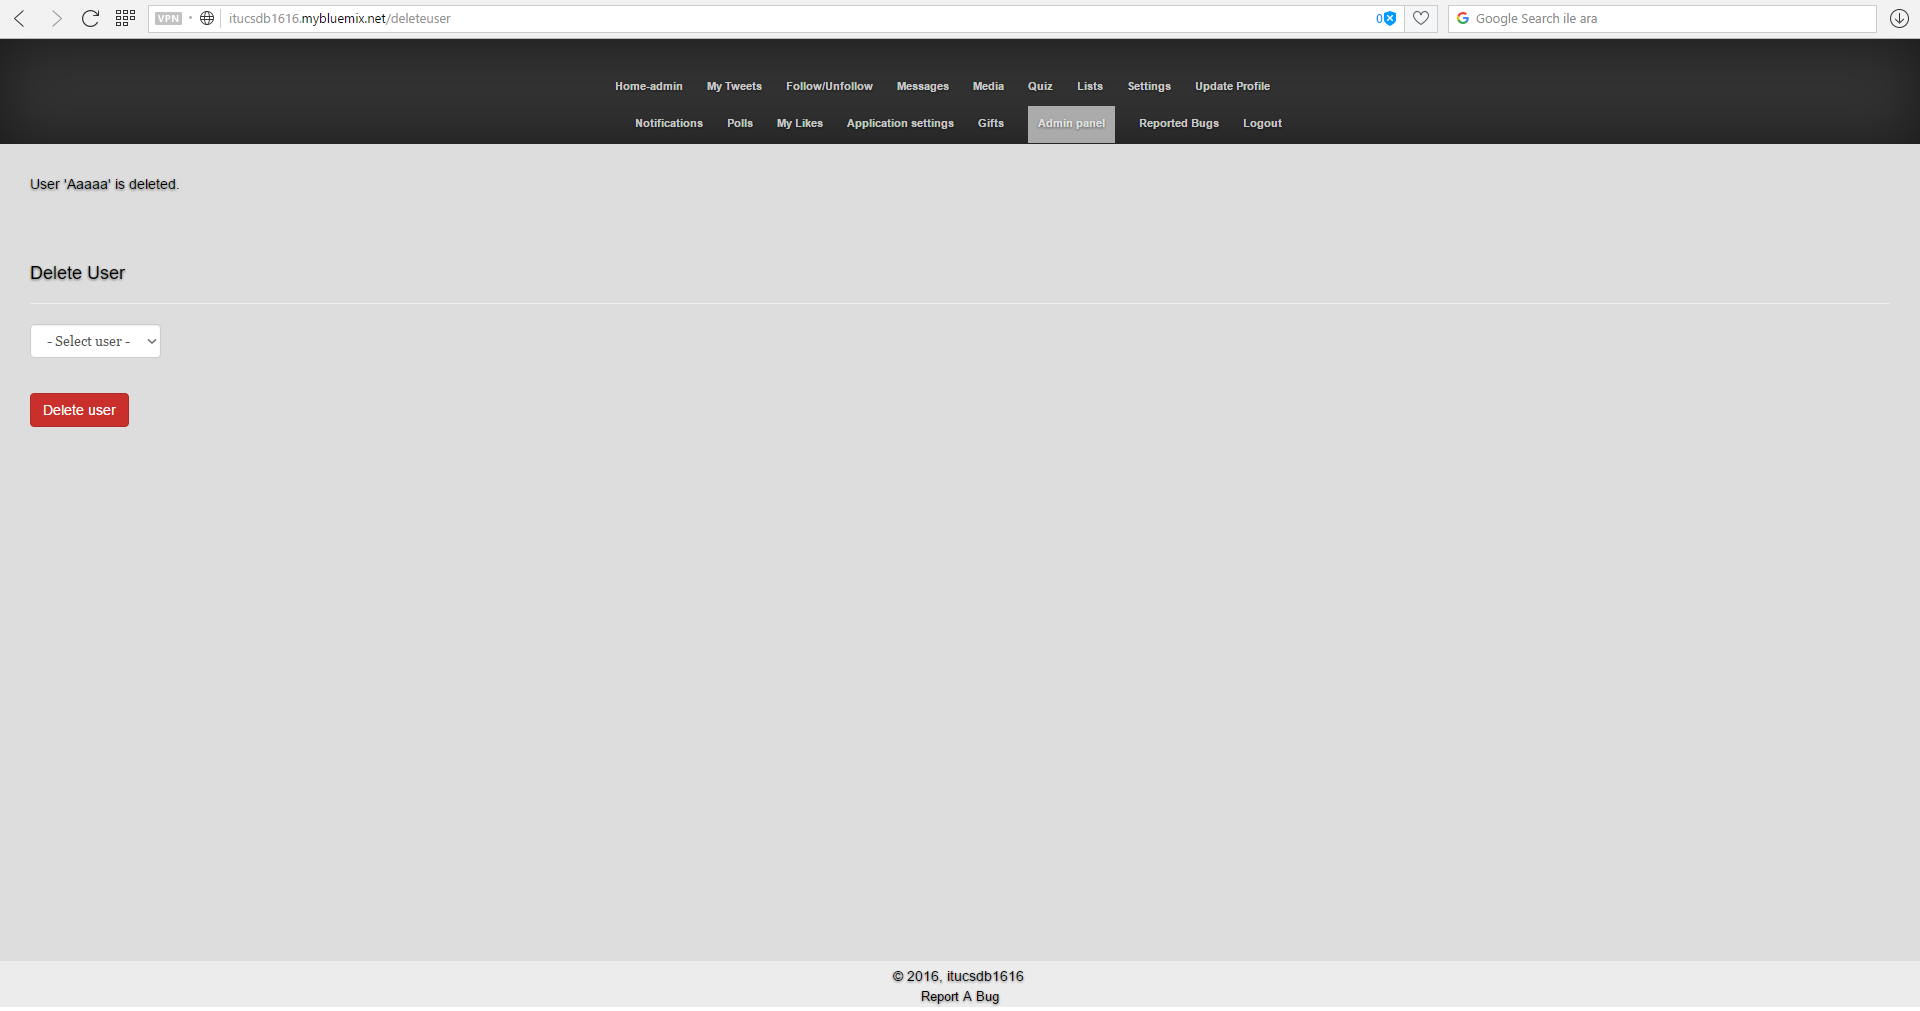 VPN
itucsdb1616.mybluemix.net/deleteuser
0
Google Search ile ara
Home-admin My Tweets Follow/Unfollow Messages Media Quiz Lists Settings Update Profile
Notifications Polls My Likes Application settings Gifts Admin panel Reported Bugs Logout
User 'Aaaaa' is deleted.
Delete User
- Select user -
Delete user
© 2016, itucsdb1616
Report A Bug